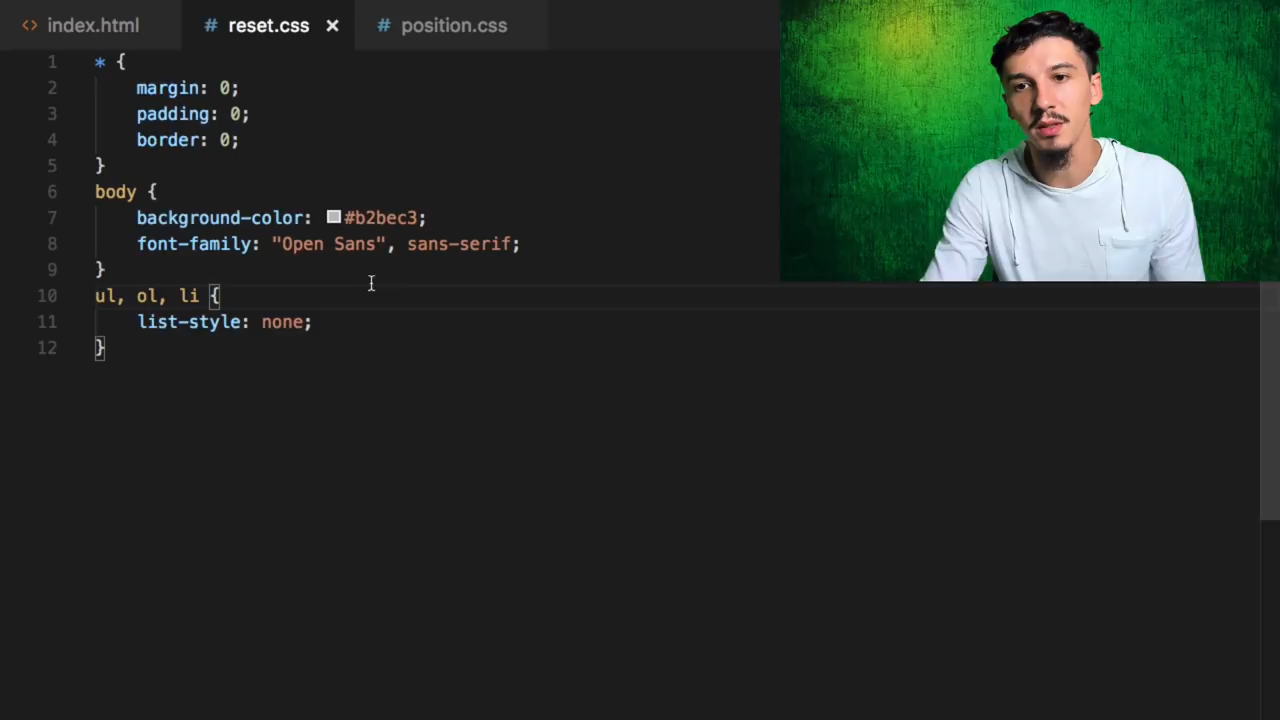 index.html # reset.css × # position.css
1 * {
2 margin: 0;
3 padding: 0;
4 border: 0;
5 }
6 body {
7 background-color: #b2bec3;
8 font-family: "Open Sans", sans-serif;
9 }
10 ul, ol, li {
11 list-style: none;
12 }